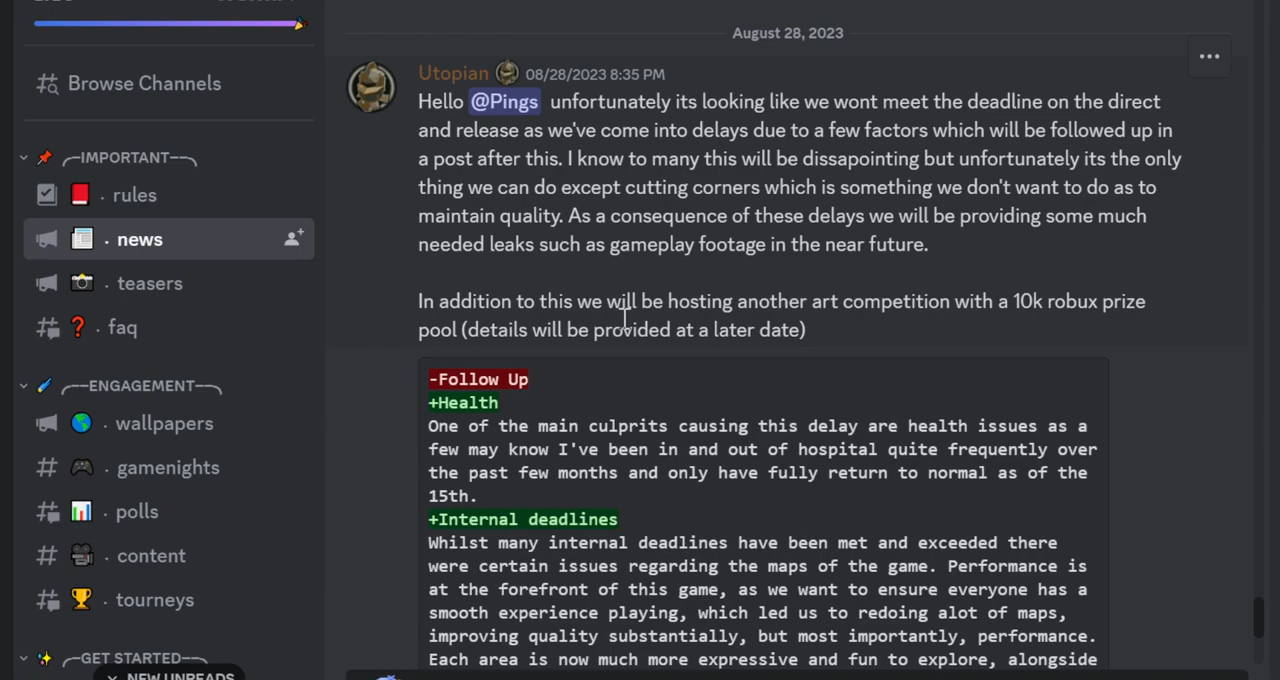 Browse Channels
IMPORTANT
rules
news
teasers
faq
ENGAGEMENT
wallpapers
gamenights
polls
content
tourneys
GET STARTED
NEW UNREADS
August 28, 2023
Utopian 08/28/2023 8:35 PM
Hello @Pings unfortunately its looking like we wont meet the deadline on the direct
and release as we've come into delays due to a few factors which will be followed up in
a post after this. I know to many this will be dissapointing but unfortunately its the only
thing we can do except cutting corners which is something we don't want to do as to
maintain quality. As a consequence of these delays we will be providing some much
needed leaks such as gameplay footage in the near future.
In addition to this we will be hosting another art competition with a 10k robux prize
pool (details will be provided at a later date)
-Follow Up
+Health
One of the main culprits causing this delay are health issues as a
few may know I've been in and out of hospital quite frequently over
the past few months and only have fully return to normal as of the
15th.
+Internal deadlines
Whilst many internal deadlines have been met and exceeded there
were certain issues regarding the maps of the game. Performance is
at the forefront of this game, as we want to ensure everyone has a
smooth experience playing, which led us to redoing alot of maps,
improving quality substantially, but most importantly, performance.
Each area is now much more expressive and fun to explore, alongside